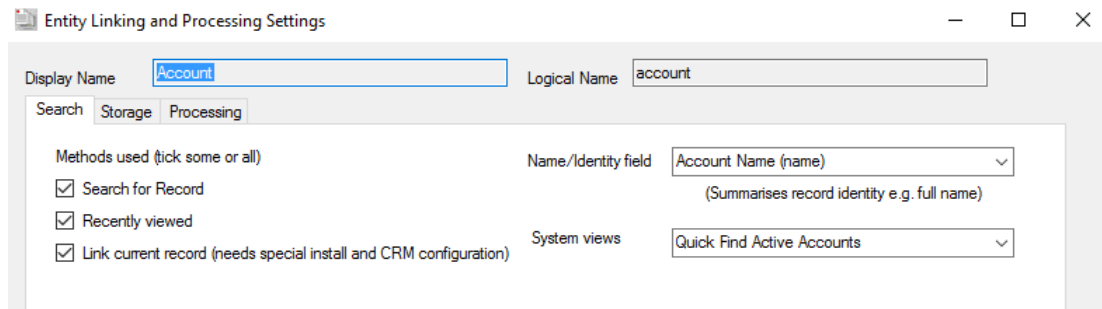 Entity Linking and Processing Settings
Display Name Account Logical Name account
Search Storage Processing
Methods used (tick some or all) Name/Identity field Account Name (name)
Search for Record (Summarises record identity e.g. full name)
Recently viewed
System views Quick Find Active Accounts
Link current record (needs special install and CRM configuration)